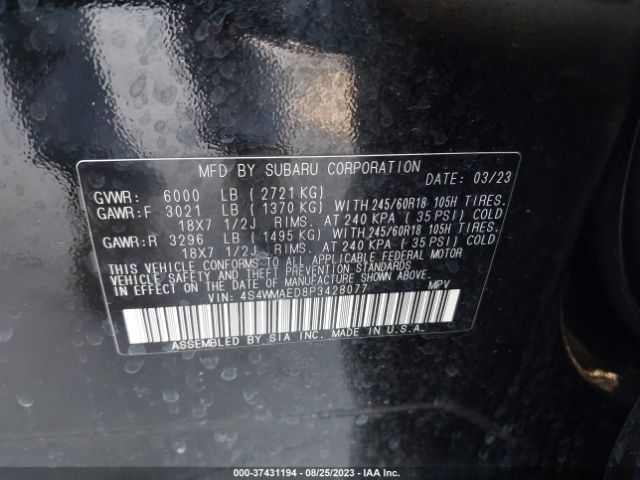 MFD BY SUBARU CORPORATION
DATE: 03/23
GVWR: 6000 LB ( 2721 KG)
GAWR:F 3021 LB ( 1370 KG) WITH 245/60R18 105H TIRES.
18X7 1/2J RIMS. AT 240 KPA ( 35 PSI) COLD
GAWR:R 3296 LB ( 1495 KG) WITH 245/60R18 105H TIRES.
18X7 1/2J RIMS. AT 240 KPA ( 35 PSI) COLD
THIS VEHICLE CONFORMS TO ALL APPLICABLE FEDERAL MOTOR
VEHICLE SAFETY AND THEFT PREVENTION STANDARDS IN EFFECT ON
THE DATE OF MANUFACTURE SHOWN ABOVE.
VIN: 4S4WMAED8P3428077 MPV
ASSEMBLED BY SIA INC. MADE IN U.S.A.
000-37431194 - 08/25/2023 - IAA Inc.